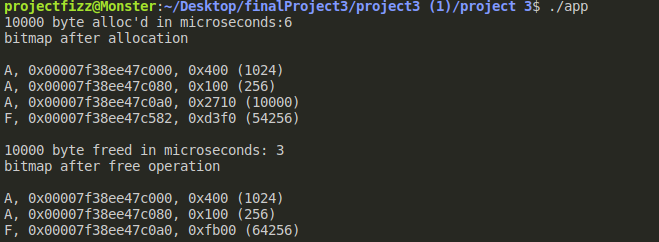 projectfizz@Monster:~/Desktop/finalProject3/project3 (1)/project 3$ ./app
10000 byte alloc'd in microseconds:6
bitmap after allocation
A, 0x00007f38ee47c000, 0x400 (1024)
A, 0x00007f38ee47c080, 0x100 (256)
A, 0x00007f38ee47c0a0, 0x2710 (10000)
F, 0x00007f38ee47c582, 0xd3f0 (54256)
10000 byte freed in microseconds: 3
bitmap after free operation
A, 0x00007f38ee47c000, 0x400 (1024)
A, 0x00007f38ee47c080, 0x100 (256)
F, 0x00007f38ee47c0a0, 0xfb00 (64256)